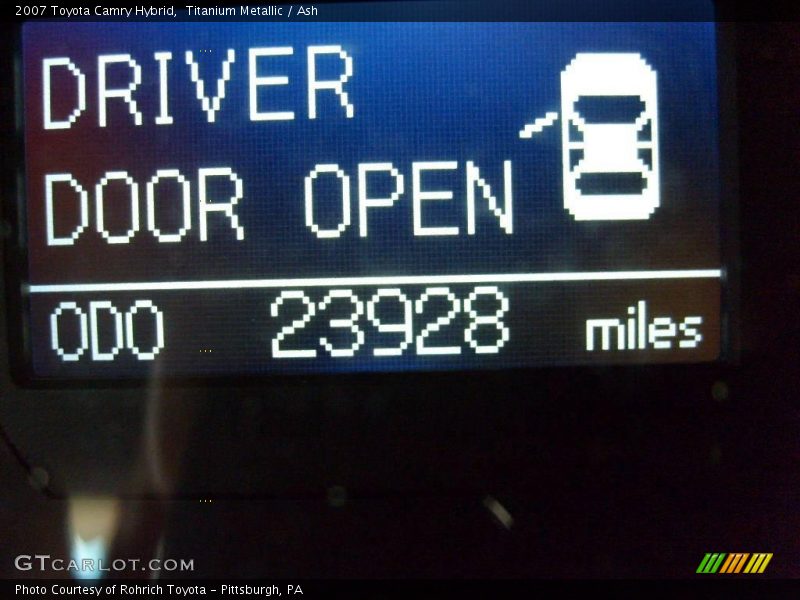 2007 Toyota Camry Hybrid,  Titanium Metallic / Ash
DRIVER
DOOR OPEN
ODO 23928 miles
GTCARLOT.COM
Photo Courtesy of Rohrich Toyota - Pittsburgh, PA